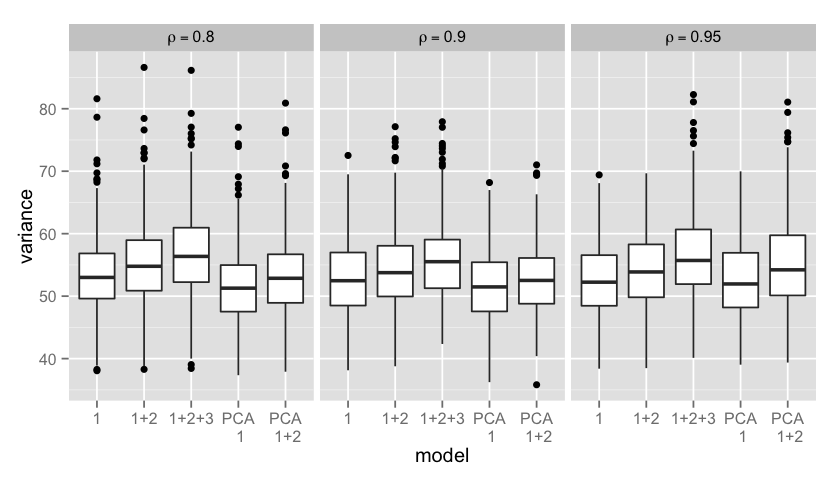 ρ = 0.8
ρ = 0.9
ρ = 0.95
variance
80
70
60
50
40
1 1+2 1+2+3 PCA 1 PCA 1+2
1 1+2 1+2+3 PCA 1 PCA 1+2
1 1+2 1+2+3 PCA 1 PCA 1+2
model